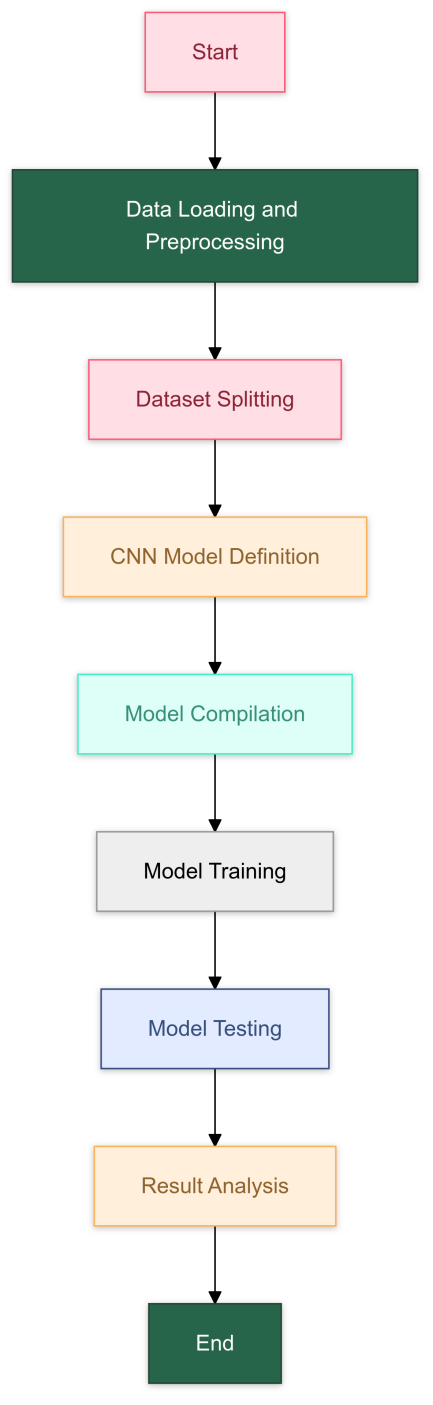 Start
Data Loading and
Preprocessing
Dataset Splitting
CNN Model Definition
Model Compilation
Model Training
Model Testing
Result Analysis
End